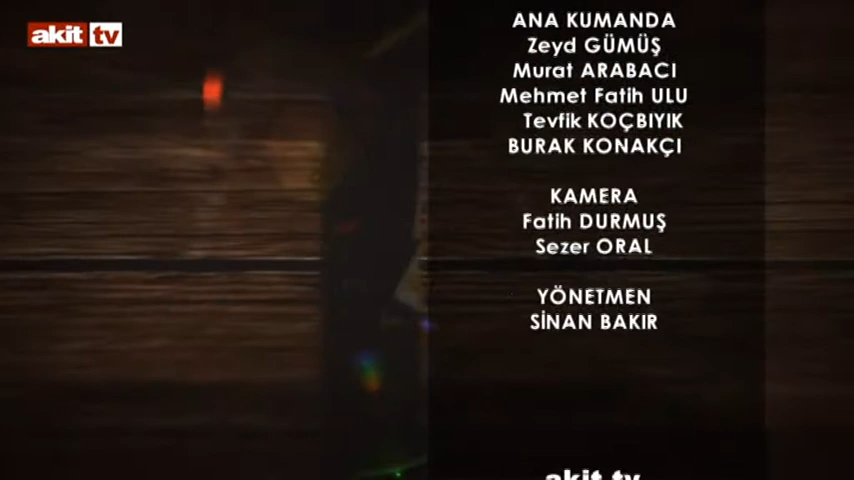 akit tv
ANA KUMANDA
Zeyd GÜMÜŞ
Murat ARABACI
Mehmet Fatih ULU
Tevfik KOÇBIYIK
BURAK KONAKÇI
KAMERA
Fatih DURMUŞ
Sezer ORAL
YÖNETMEN
SİNAN BAKIR
akit tv